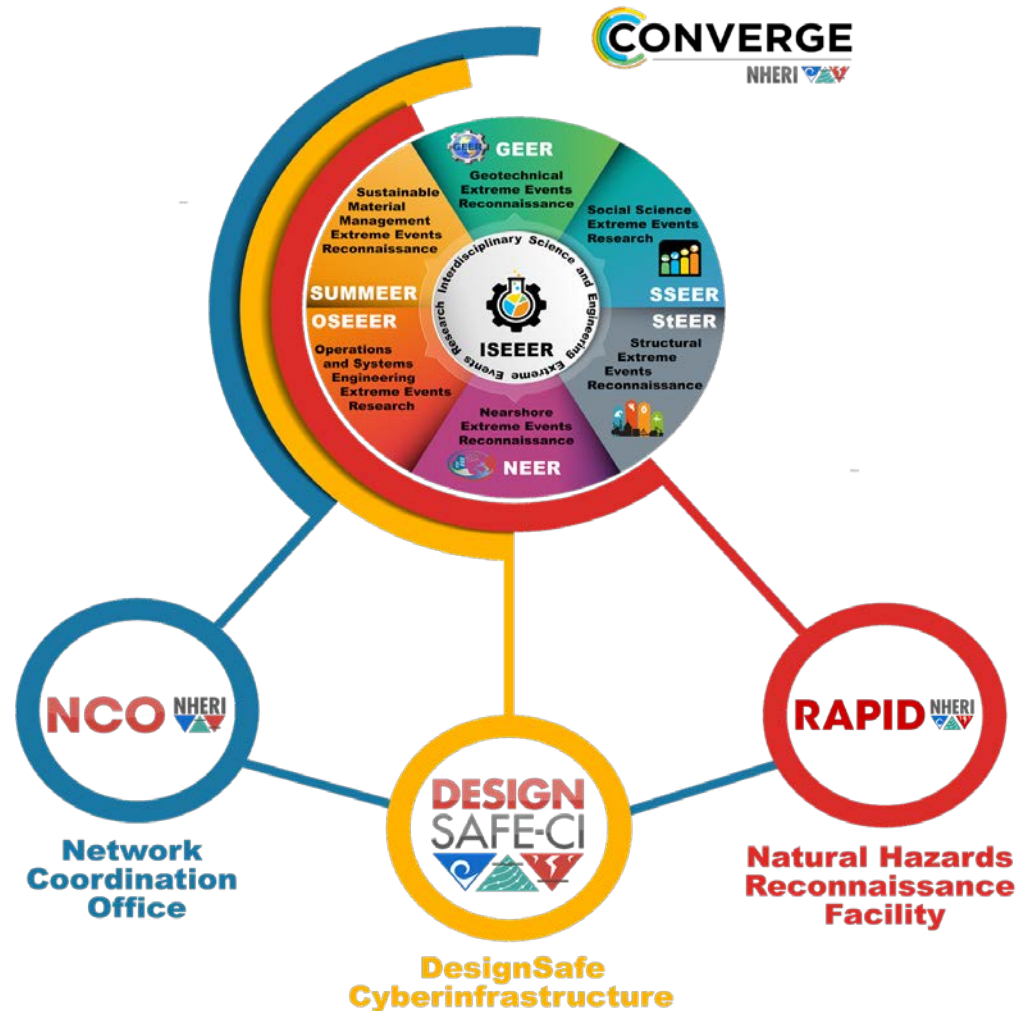 CONVERGE
NHERI
GEER
GEER
Geotechnical
Extreme Events
Reconnaissance
Sustainable
Material
Management
Extreme Events
Reconnaissance
SUMMEER
Social Science
Extreme Events
Research
SSEER
Interdisciplinary Science and Engineering Extreme Events Research
ISEEER
OSEEER
Operations
and Systems
Engineering
Extreme Events
Research
StEER
Structural
Extreme
Events
Reconnaissance
Nearshore
Extreme Events
Reconnaissance
NEER
NCO NHERI
Network
Coordination
Office
DESIGN
SAFE-CI
DesignSafe
Cyberinfrastructure
RAPID NHERI
Natural Hazards
Reconnaissance
Facility